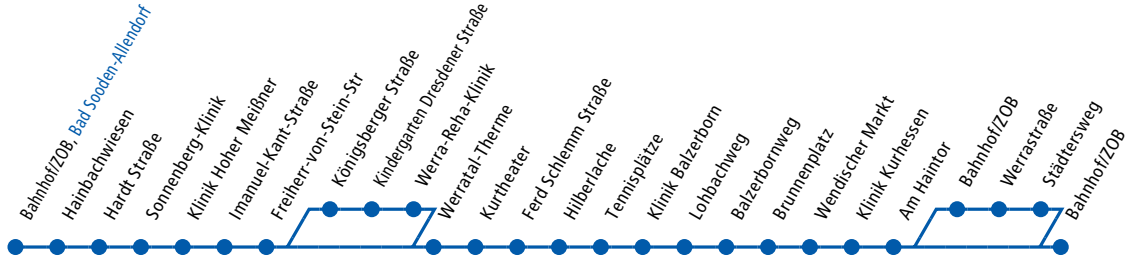 Bahnhof/ZOB, Bad Sooden-Allendorf
Hainbachwiesen
Hardt Straße
Sonnenberg-Klinik
Klinik Hoher Meißner
Imanuel-Kant-Straße
Freiherr-von-Stein-Str
Königsberger Straße
Kindergarten Dresdener Straße
Werra-Reha-Klinik
Werratal-Therme
Kurtheater
Ferd Schlemm Straße
Hilberlache
Tennisplätze
Klinik Balzerborn
Lohbachweg
Balzerbornweg
Brunnenplatz
Wendischer Markt
Klinik Kurhessen
Am Haintor
Bahnhof/ZOB
Werrastraße
Städtersweg
Bahnhof/ZOB